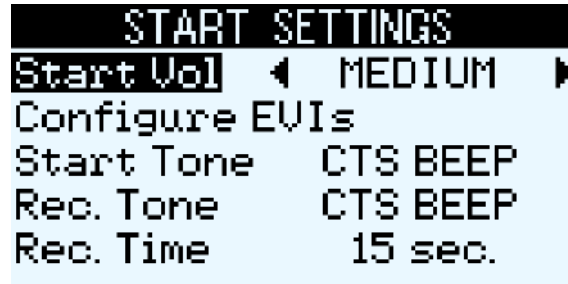 START SETTINGS
Start Vol ◀ MEDIUM ▶
Configure EVIs
Start Tone CTS BEEP
Rec. Tone CTS BEEP
Rec. Time 15 sec.